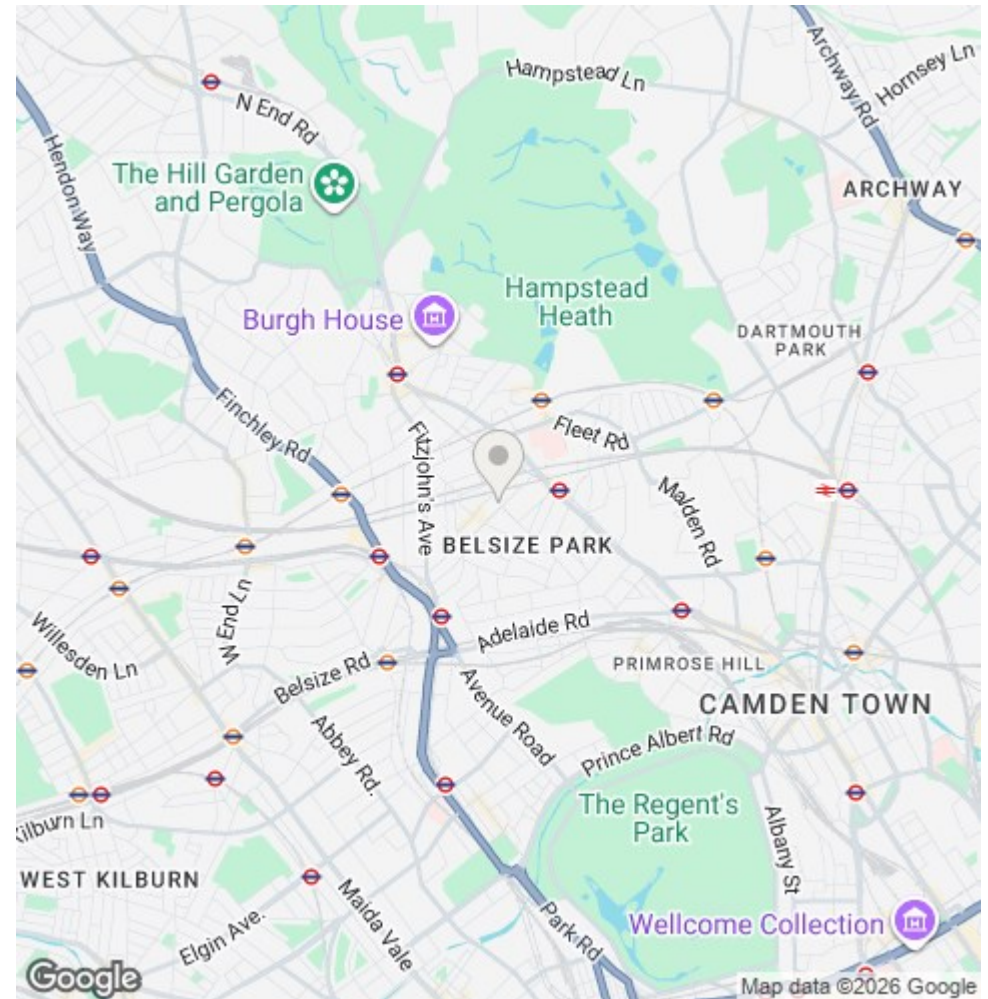 Hampstead Ln
Hornsey Ln
Archway Rd
N End Rd
The Hill Garden
and Pergola
ARCHWAY
Hendon Way
Hampstead
Heath
Burgh House
DARTMOUTH
PARK
Finchley Rd
Fitzjohn's Ave
Fleet Rd
Malden Rd
BELSIZE PARK
W End Ln
Willesden Ln
Adelaide Rd
Belsize Rd
PRIMROSE HILL
CAMDEN TOWN
Avenue Road
Abbey Rd.
Prince Albert Rd
The Regent's
Park
Albany St
Kilburn Ln
WEST KILBURN
Maida Vale
Elgin Ave.
Park Rd
Wellcome Collection
Google
Map data ©2026 Google